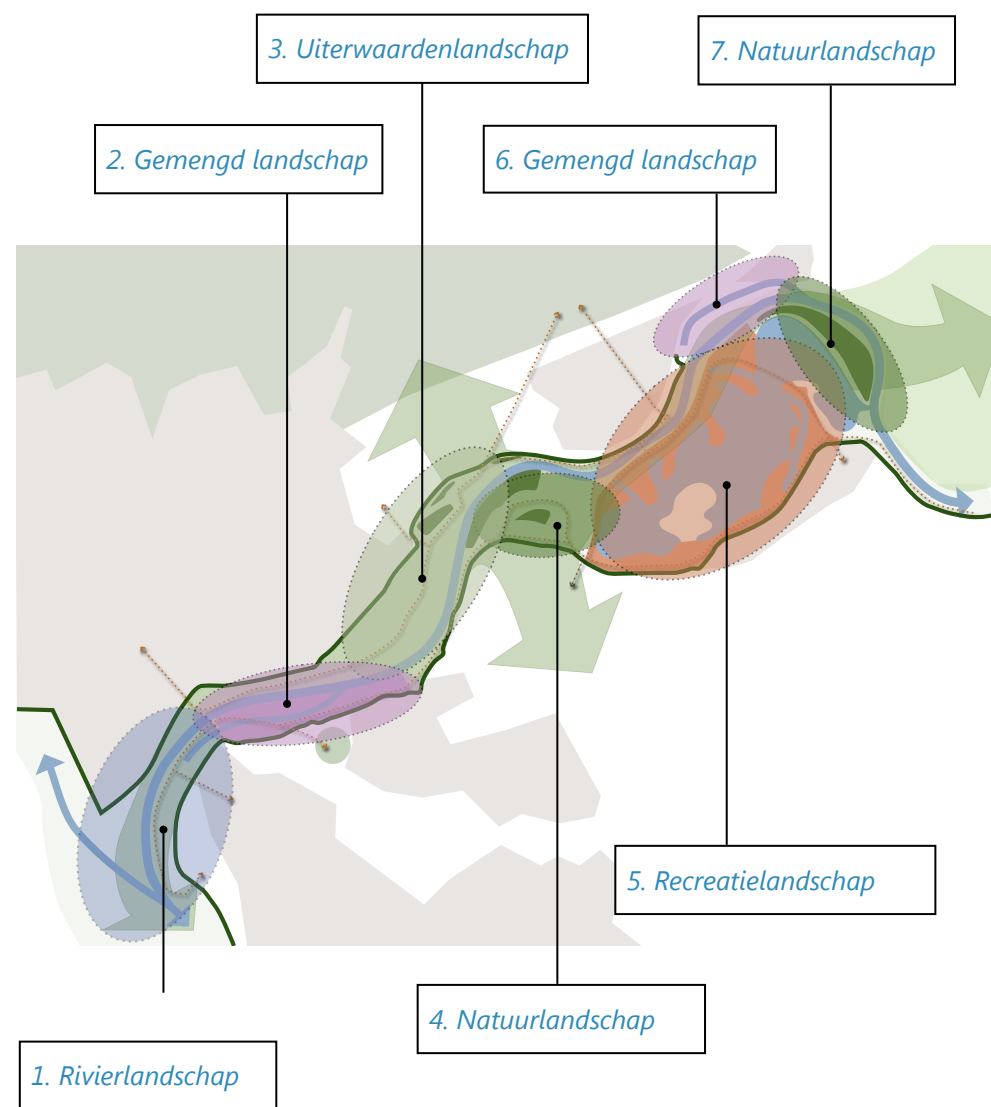 3. Uiterwaardenlandschap
7. Natuurlandschap
2. Gemengd landschap
6. Gemengd landschap
5. Recreatielandschap
4. Natuurlandschap
1. Rivierlandschap